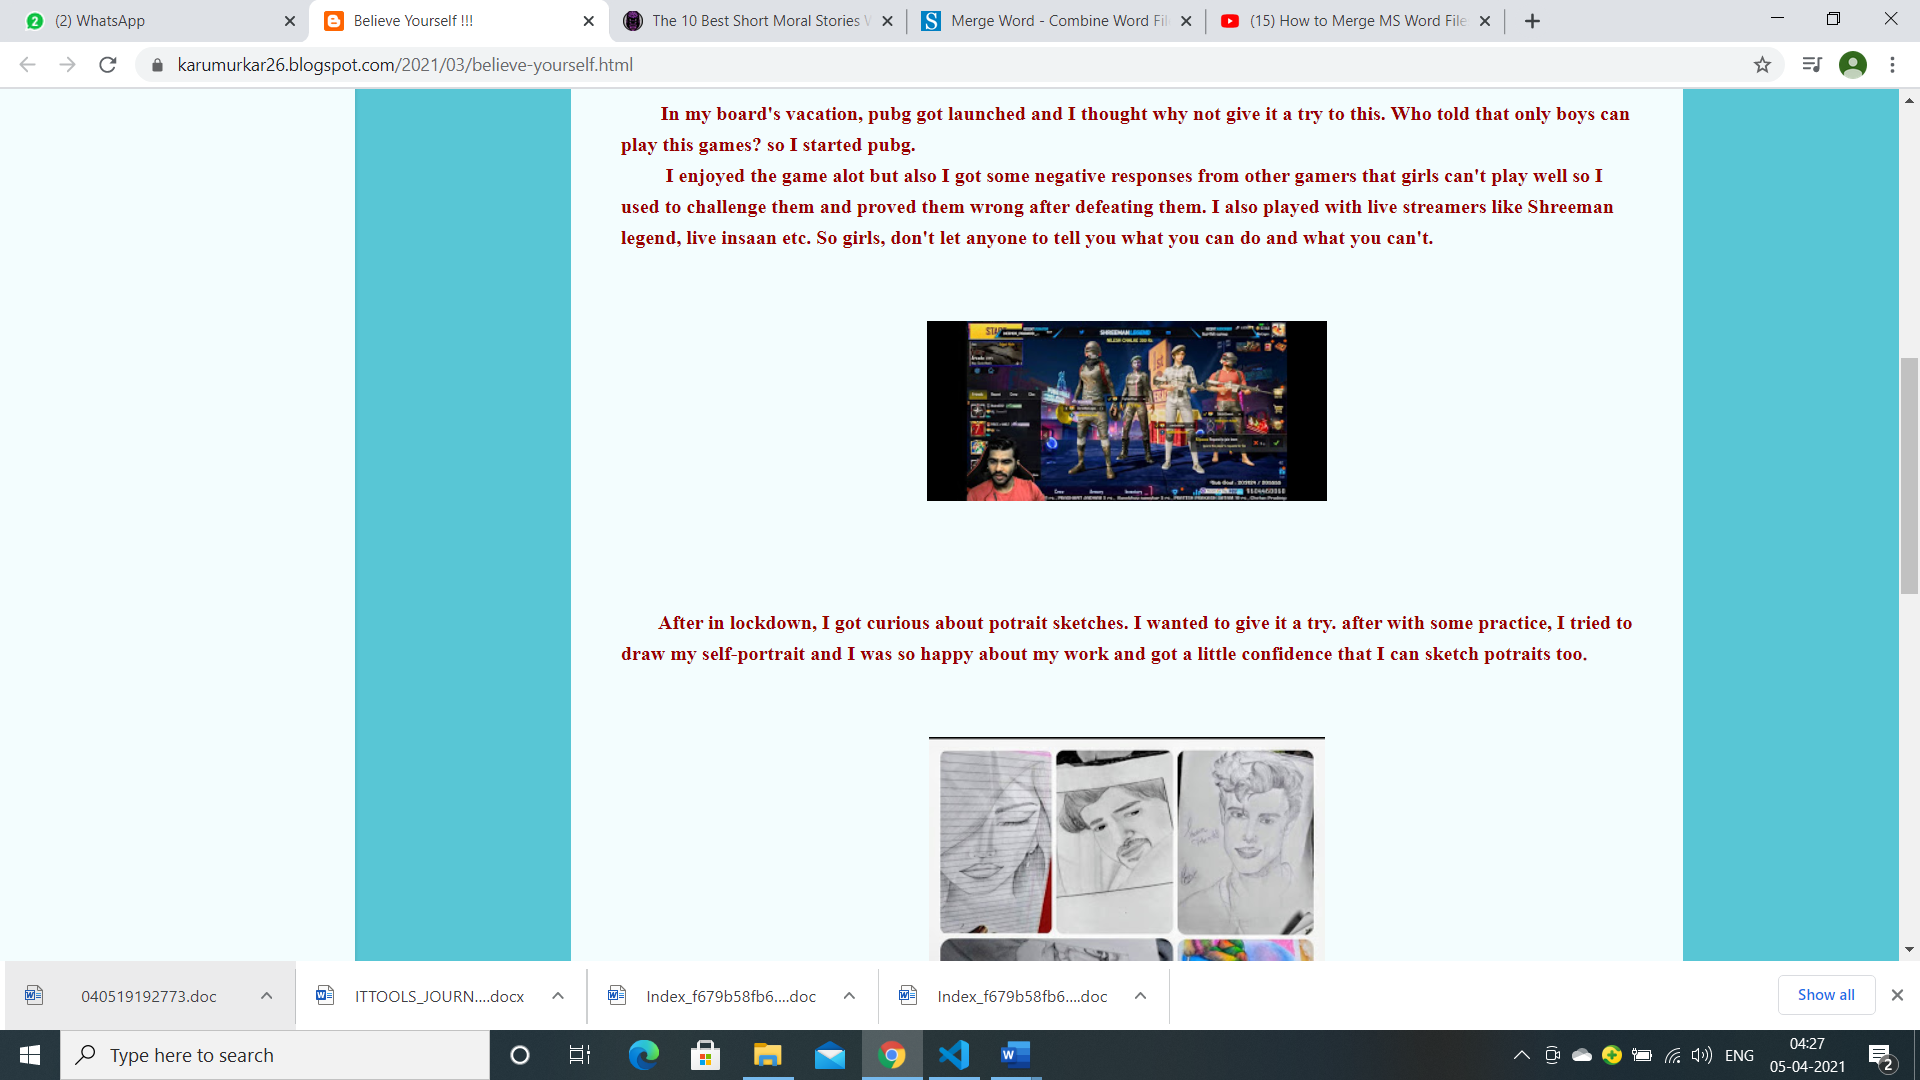 (2) WhatsApp
Believe Yourself !!!
The 10 Best Short Moral Stories W
Merge Word - Combine Word Fil
(15) How to Merge MS Word File
karumurkar26.blogspot.com/2021/03/believe-yourself.html
In my board's vacation, pubg got launched and I thought why not give it a try to this. Who told that only boys can
play this games? so I started pubg.
I enjoyed the game alot but also I got some negative responses from other gamers that girls can't play well so I
used to challenge them and proved them wrong after defeating them. I also played with live streamers like Shreeman
legend, live insaan etc. So girls, don't let anyone to tell you what you can do and what you can't.
SHREEMAN LEGEND
After in lockdown, I got curious about potrait sketches. I wanted to give it a try. after with some practice, I tried to
draw my self-portrait and I was so happy about my work and got a little confidence that I can sketch potraits too.
040519192773.doc
ITTOOLS_JOURN....docx
Index_f679b58fb6....doc
Index_f679b58fb6....doc
Show all
Type here to search
ENG
04:27
05-04-2021
2